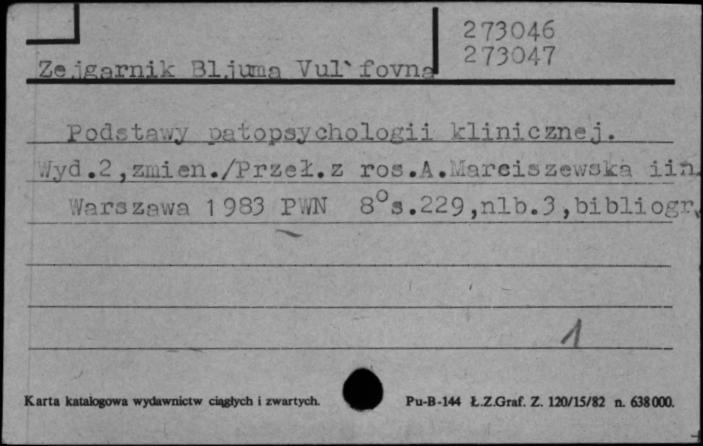 273046
273047
Zejgarnik Bljuma Vul`fovna
Podstawy patopsychologii klinicznej.
Wyd.2,zmien./Przeł.z ros.A.Marciszewska iin.
Warszawa 1983 PWN 8°s.229,nlb.3,bibliogr.
1
Karta katalogowa wydawnictw ciągłych i zwartych.
Pu-B-144 Ł.Z.Graf. Z. 120/15/82 n. 638000.